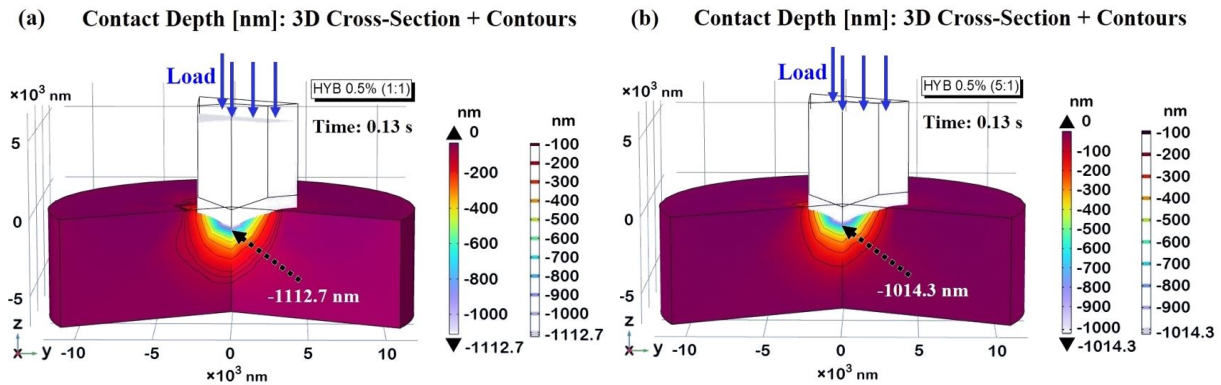 (a) Contact Depth [nm]: 3D Cross-Section + Contours
Load
HYB 0.5% (1:1)
Time: 0.13 s
×10³ nm
5
0
-5
z
x y
-10
0
5
10
×10³ nm
-1112.7 nm
nm
0
-200
-400
-600
-800
-1000
-1112.7
nm
-100
-200
-300
-400
-500
-600
-700
-800
-900
-1000
-1112.7
(b) Contact Depth [nm]: 3D Cross-Section + Contours
Load
HYB 0.5% (5:1)
Time: 0.13 s
×10³ nm
5
0
-5
z
x y
-10
-5
0
5
10
×10³ nm
-1014.3 nm
nm
0
-100
-200
-300
-400
-500
-600
-700
-800
-900
-1000
-1014.3
nm
-100
-200
-300
-400
-500
-600
-700
-800
-900
-1014.3